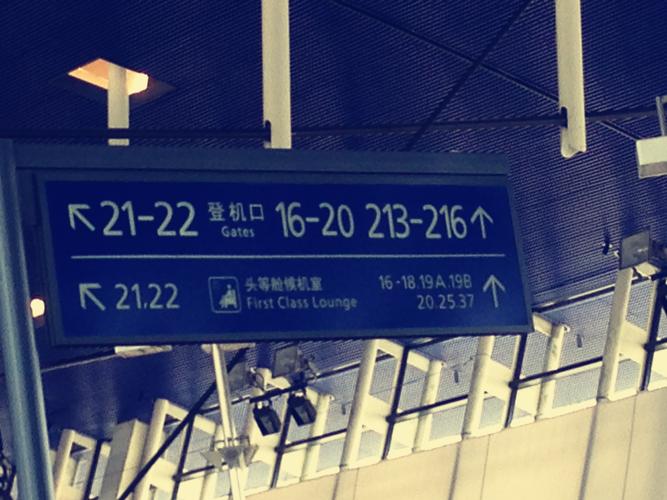 ↖ 21-22 登机口 Gates 16-20 213-216 ↑
↖ 21,22 头等舱候机室 First Class Lounge 16-18.19A.19B 20.25.37 ↑